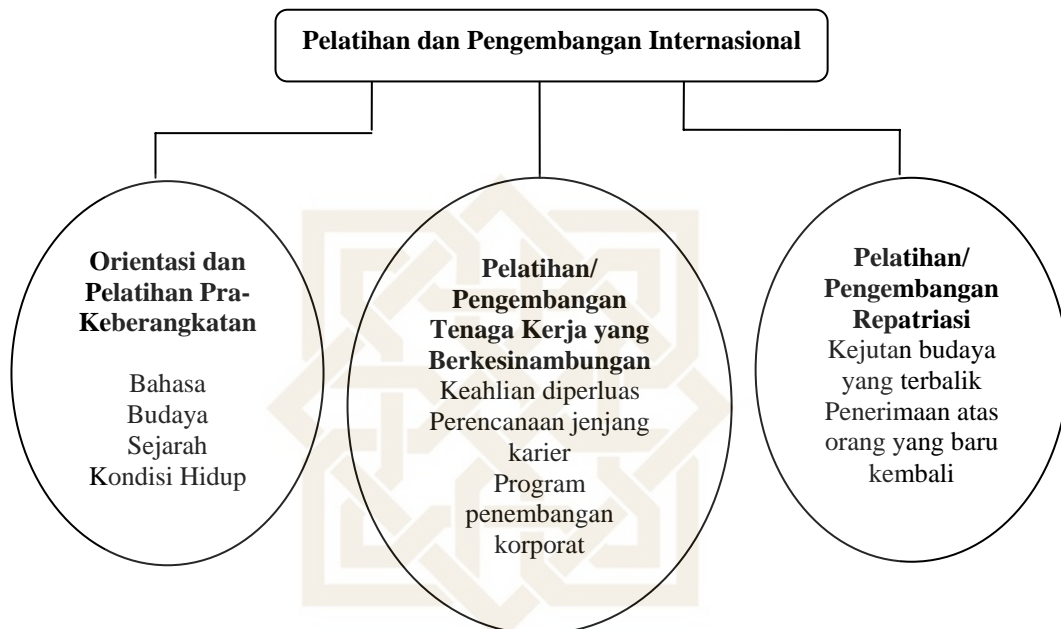 Pelatihan dan Pengembangan Internasional
Orientasi dan
Pelatihan Pra-
Keberangkatan
Bahasa
Budaya
Sejarah
Kondisi Hidup
Pelatihan/
Pengembangan
Tenaga Kerja yang
Berkesinambungan
Keahlian diperluas
Perencanaan jenjang
karier
Program
penembangan
korporat
Pelatihan/
Pengembangan
Repatriasi
Kejutan budaya
yang terbalik
Penerimaan atas
orang yang baru
kembali